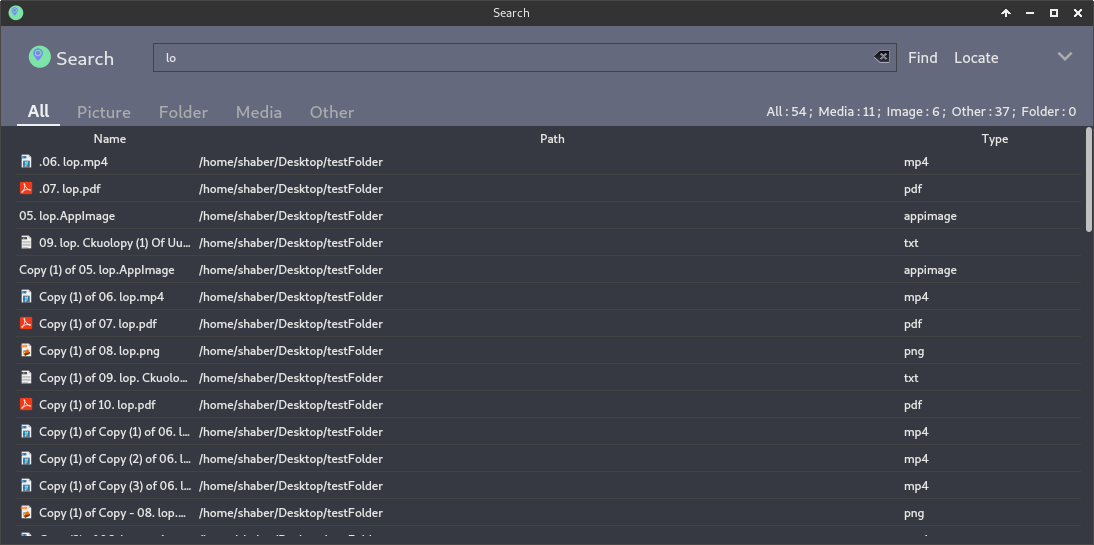 Search
Search lo Find Locate
All Picture Folder Media Other All : 54 ; Media : 11 ; Image : 6 ; Other : 37 ; Folder : 0
Name Path Type
.06. lop.mp4 /home/shaber/Desktop/testFolder mp4
.07. lop.pdf /home/shaber/Desktop/testFolder pdf
05. lop.AppImage /home/shaber/Desktop/testFolder appimage
09. lop. Ckuolopy (1) Of Uu... /home/shaber/Desktop/testFolder txt
Copy (1) of 05. lop.AppImage /home/shaber/Desktop/testFolder appimage
Copy (1) of 06. lop.mp4 /home/shaber/Desktop/testFolder mp4
Copy (1) of 07. lop.pdf /home/shaber/Desktop/testFolder pdf
Copy (1) of 08. lop.png /home/shaber/Desktop/testFolder png
Copy (1) of 09. lop. Ckuolo... /home/shaber/Desktop/testFolder txt
Copy (1) of 10. lop.pdf /home/shaber/Desktop/testFolder pdf
Copy (1) of Copy (1) of 06. l... /home/shaber/Desktop/testFolder mp4
Copy (1) of Copy (2) of 06. l... /home/shaber/Desktop/testFolder mp4
Copy (1) of Copy (3) of 06. l... /home/shaber/Desktop/testFolder mp4
Copy (1) of Copy - 08. lop.... /home/shaber/Desktop/testFolder png